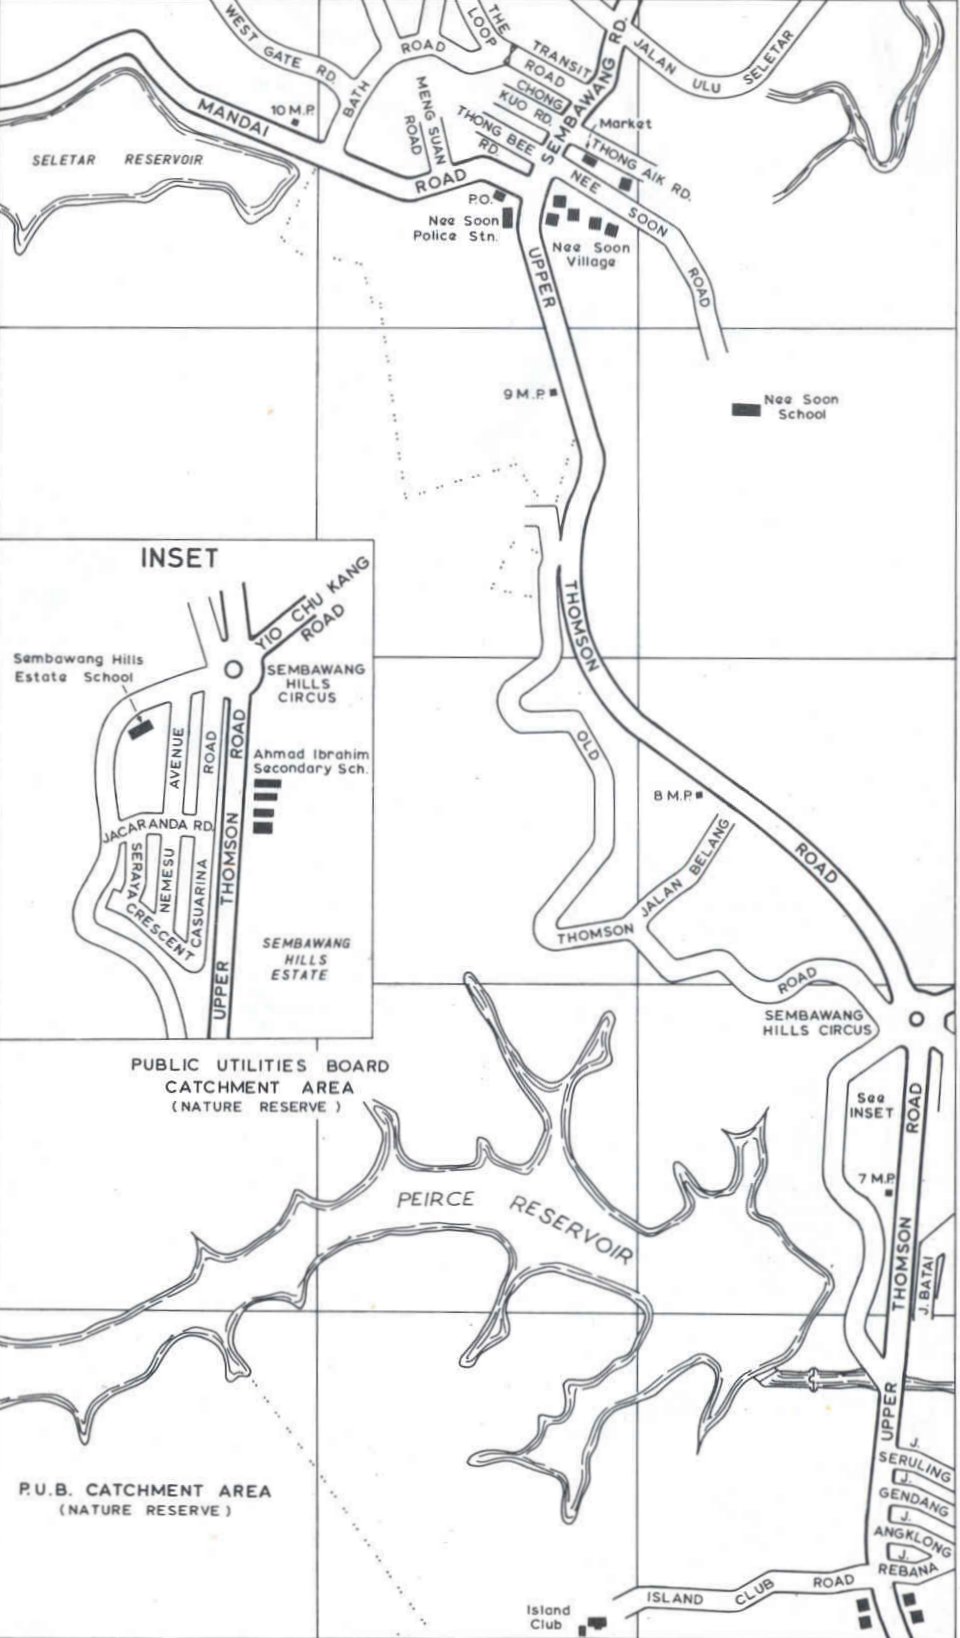 WEST GATE RD.
BATH
ROAD
THE
LOOP
TRANSIT
ROAD
CHONG
KUO RD.
THONG BEE
RD.
SEMBAWANG RD.
JALAN ULU SELETAR
Market
THONG AIK RD.
MENG SUAN
ROAD
10 M.P.
MANDAI
ROAD
SELETAR RESERVOIR
P.O.
Nee Soon
Police Stn.
NEE SOON ROAD
Nee Soon
Village
UPPER
9 M.P.
Nee Soon
School
THOMSON
OLD
8 M.P.
ROAD
JALAN BELANG
THOMSON
ROAD
SEMBAWANG
HILLS CIRCUS
INSET
YIO CHU KANG
ROAD
Sembawang Hills
Estate School
SEMBAWANG
HILLS
CIRCUS
AVENUE
ROAD
ROAD
Ahmad Ibrahim
Secondary Sch.
JACARANDA RD.
SERAYA
CRESCENT
NEMESU
CASUARINA
THOMSON
UPPER
SEMBAWANG
HILLS
ESTATE
PUBLIC UTILITIES BOARD
CATCHMENT AREA
(NATURE RESERVE)
See
INSET
ROAD
7 M.P.
PEIRCE RESERVOIR
THOMSON
J. BATAI
UPPER
P.U.B. CATCHMENT AREA
(NATURE RESERVE)
J.
SERULING
J.
GENDANG
J.
ANGKLONG
J.
REBANA
ISLAND CLUB ROAD
Island
Club